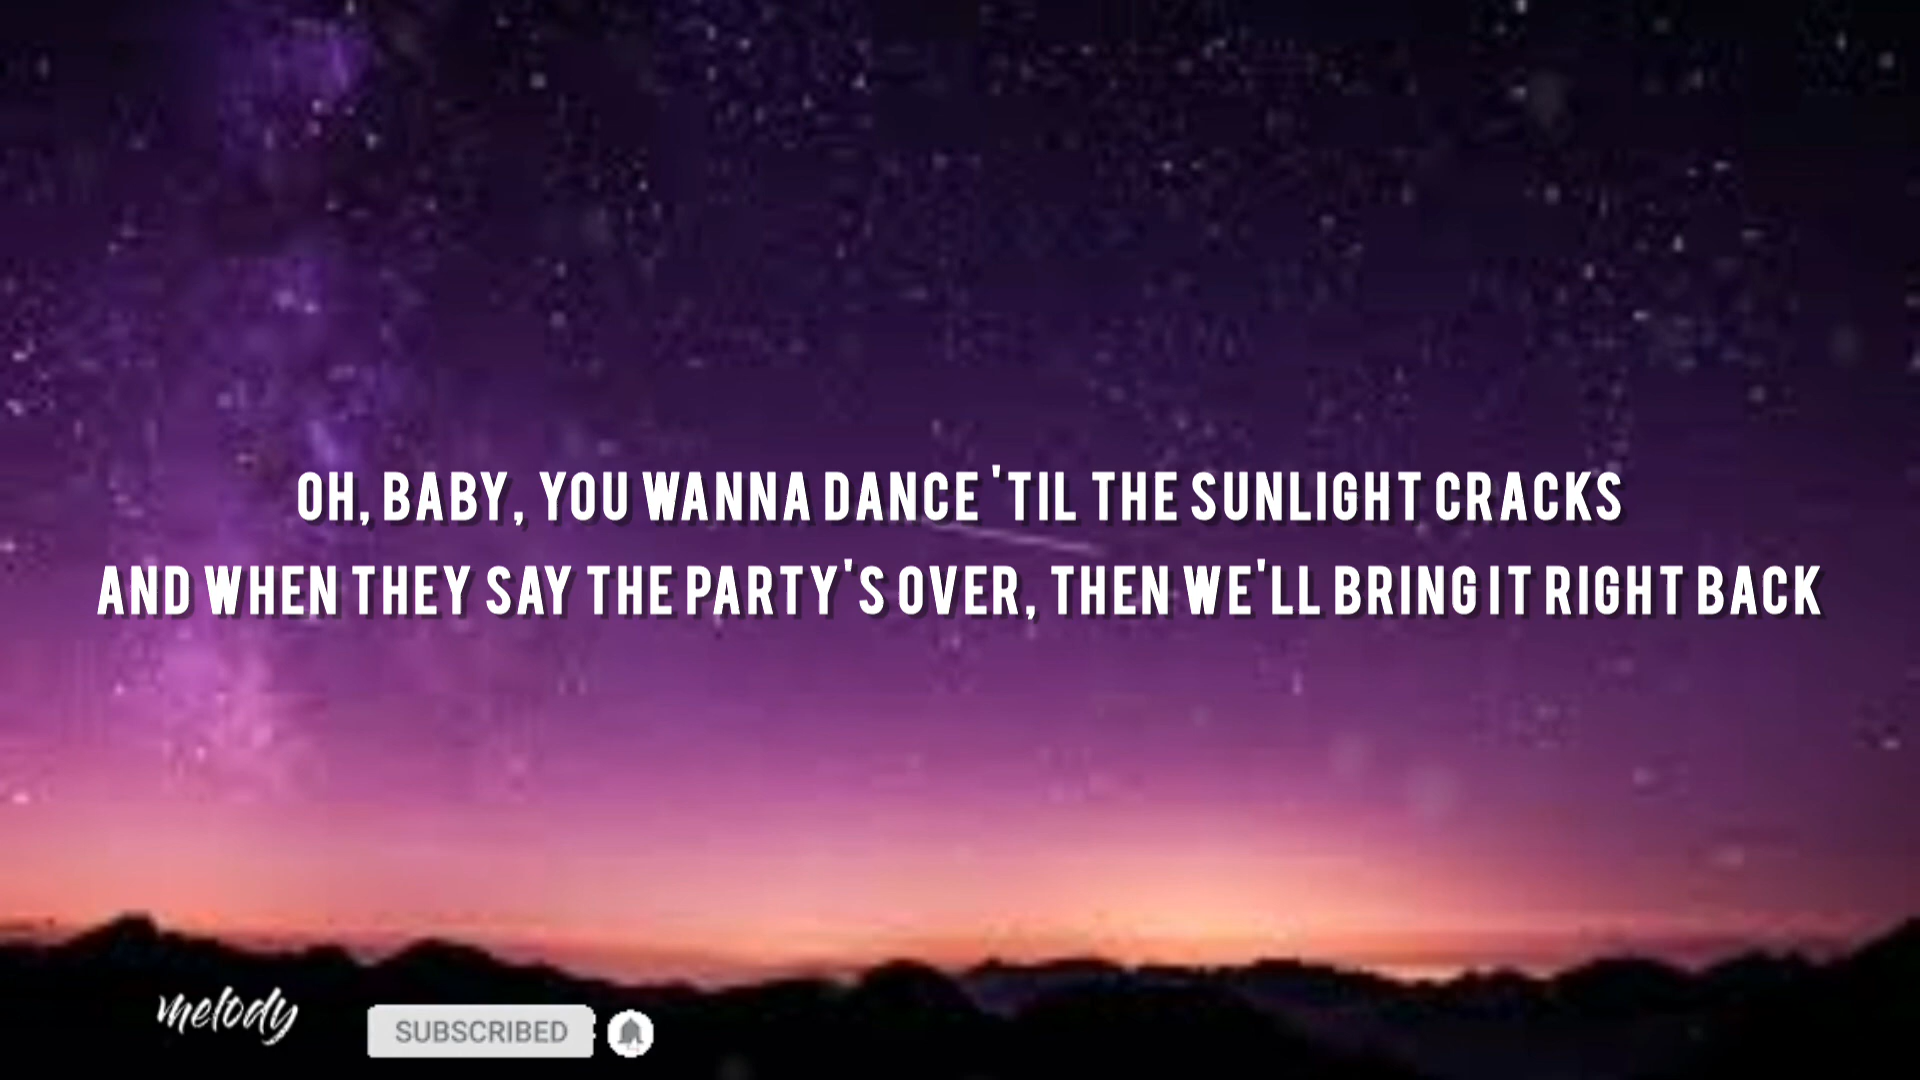 OH, BABY, YOU WANNA DANCE 'TIL THE SUNLIGHT CRACKS
AND WHEN THEY SAY THE PARTY'S OVER, THEN WE'LL BRING IT RIGHT BACK
melody
SUBSCRIBED